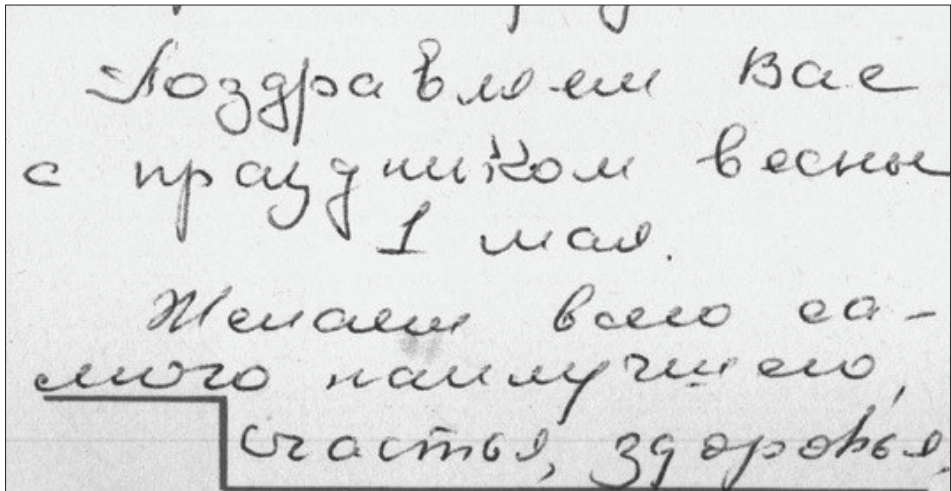 Поздравляем Вас
с праздником весны
1 мая.
Желаем всего са-
мого наилучшего,
счастья, здоровья,